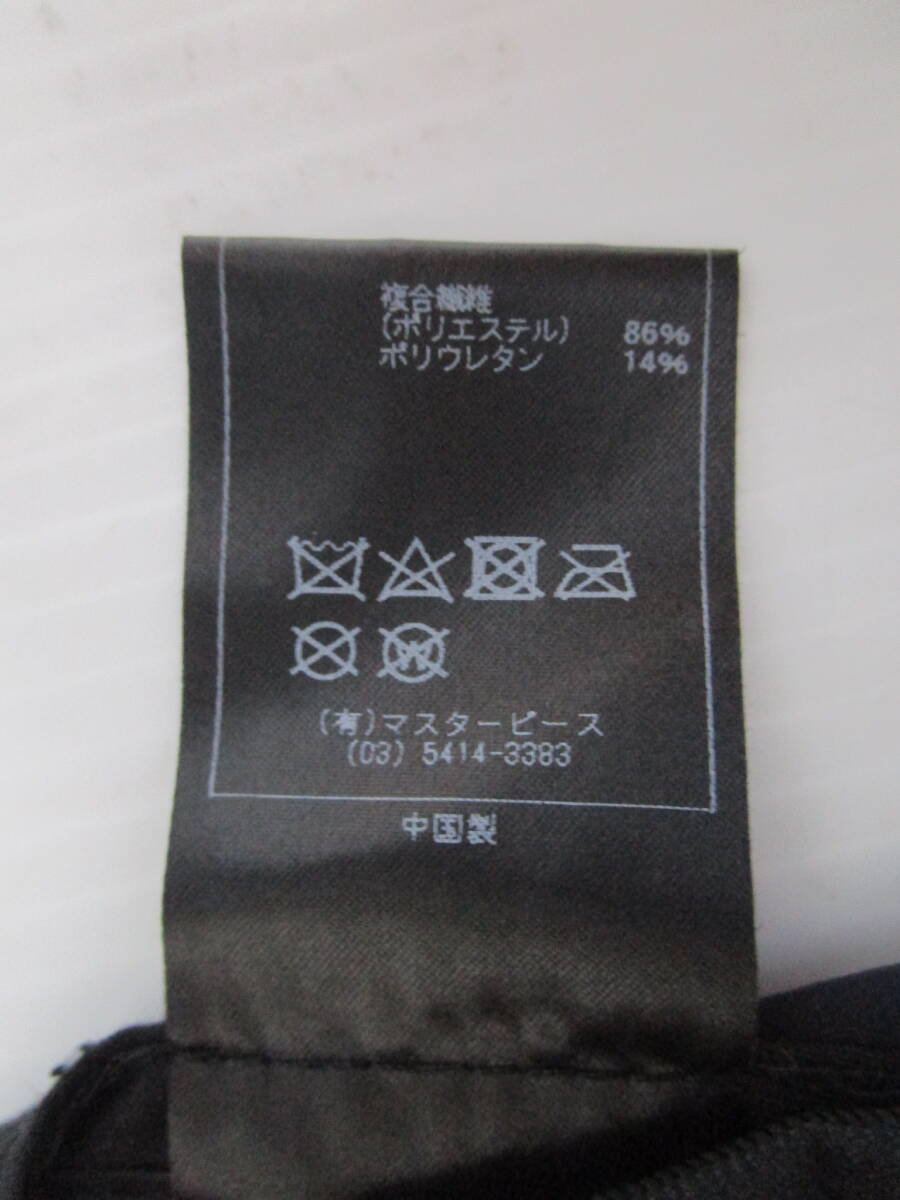 複合繊維
(ポリエステル) 86%
ポリウレタン 14%
W
(有)マスターピース
(03) 5414-3383
中国製